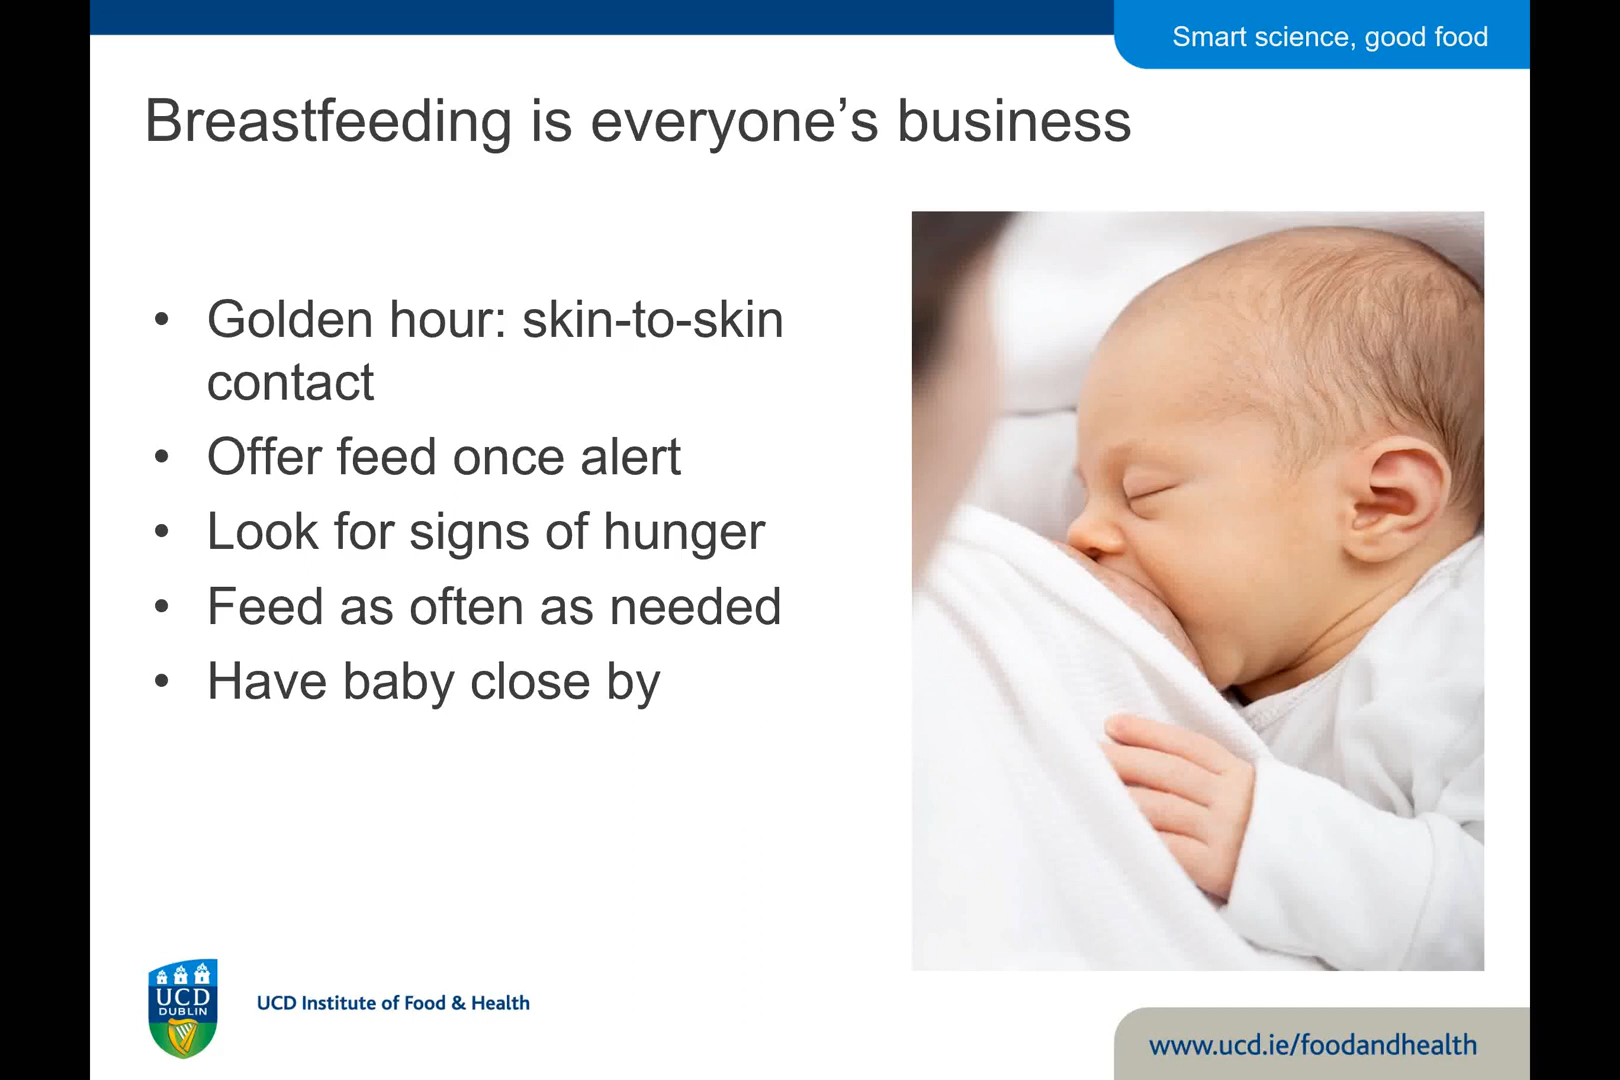 Smart science, good food
Breastfeeding is everyone’s business
• Golden hour: skin-to-skin
contact
• Offer feed once alert
• Look for signs of hunger
• Feed as often as needed
• Have baby close by
UCD
DUBLIN
UCD Institute of Food & Health
www.ucd.ie/foodandhealth